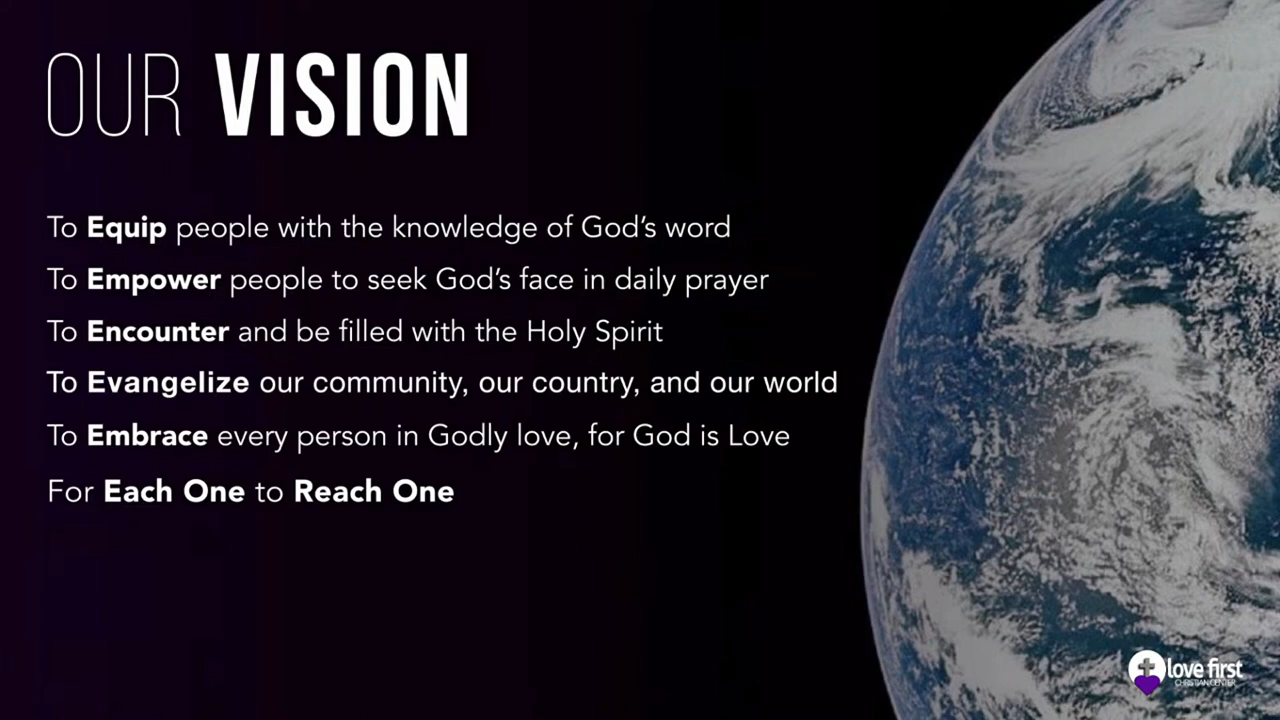 OUR VISION
To Equip people with the knowledge of God's word
To Empower people to seek God's face in daily prayer
To Encounter and be filled with the Holy Spirit
To Evangelize our community, our country, and our world
To Embrace every person in Godly love, for God is Love
For Each One to Reach One
love first
CHRISTIAN CENTER